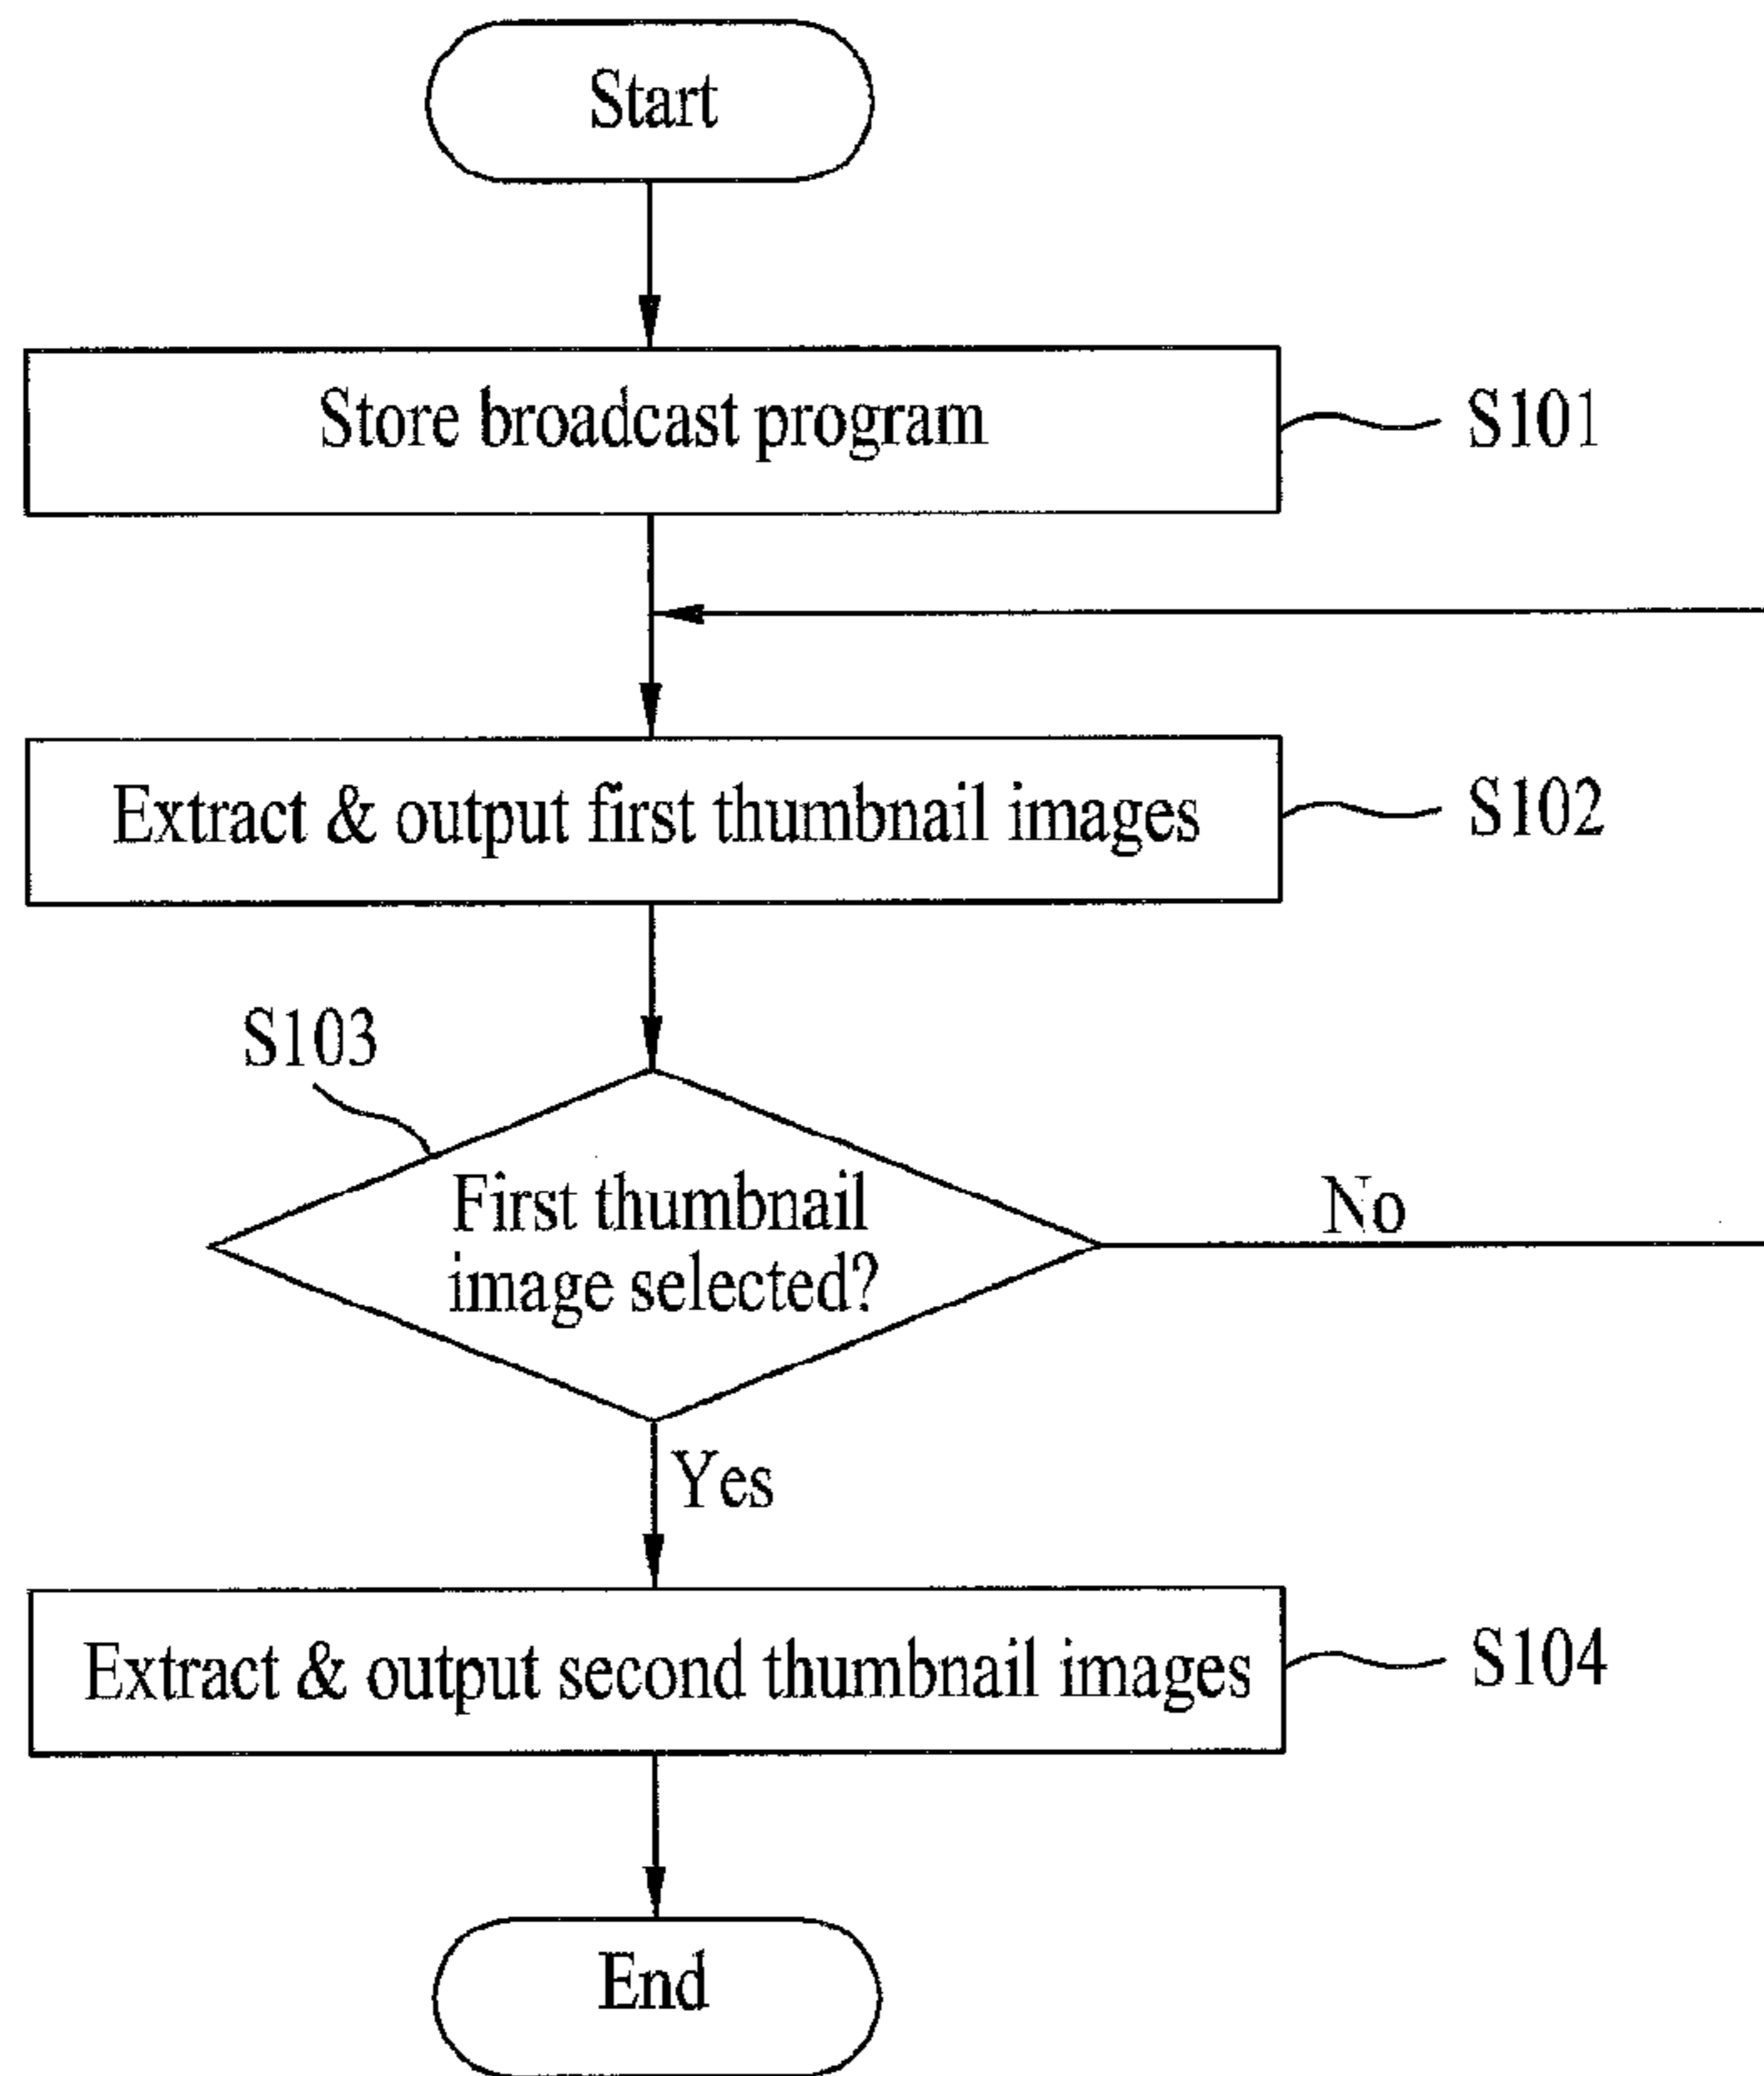 Start
Store broadcast program
S101
Extract & output first thumbnail images
S102
S103
First thumbnail
image selected?
No
Yes
Extract & output second thumbnail images
S104
End